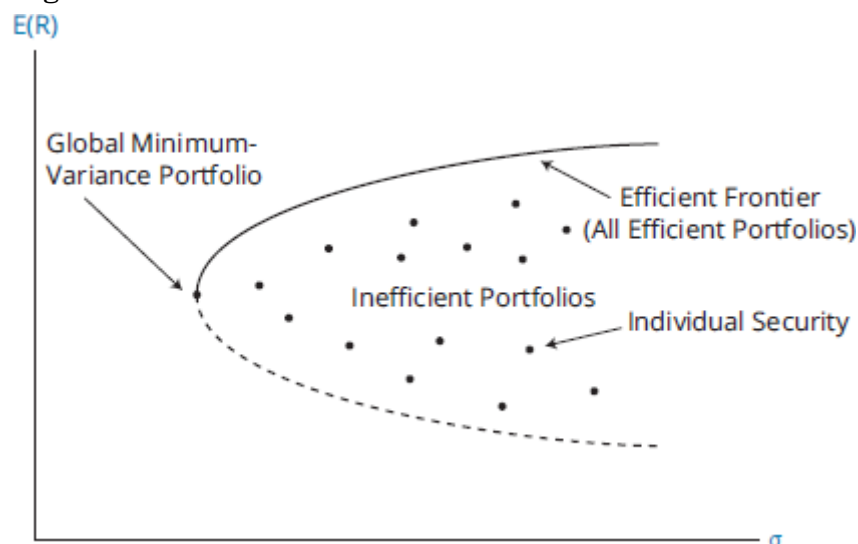 E(R)
Global Minimum-
Variance Portfolio
Efficient Frontier
(All Efficient Portfolios)
Inefficient Portfolios
Individual Security
σ